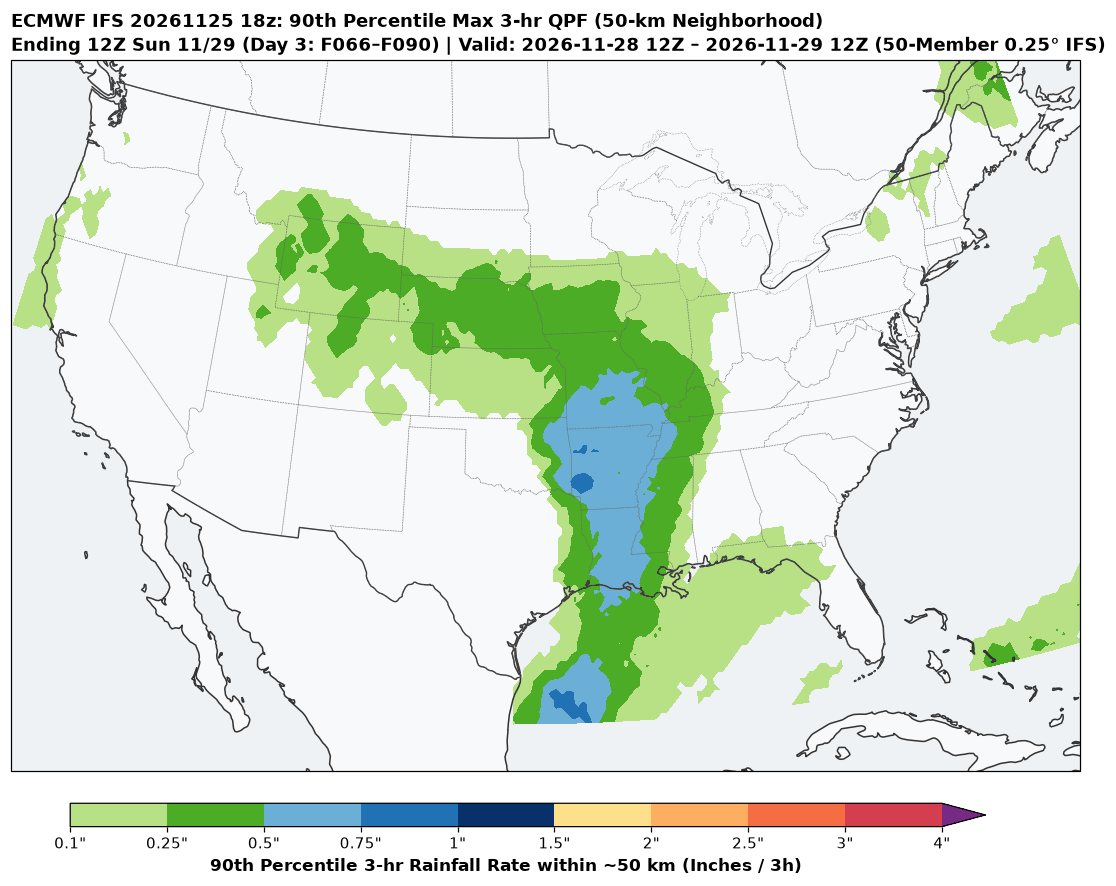 ECMWF IFS 20261125 18z: 90th Percentile Max 3-hr QPF (50-km Neighborhood)
Ending 12Z Sun 11/29 (Day 3: F066–F090) | Valid: 2026-11-28 12Z – 2026-11-29 12Z (50-Member 0.25° IFS)
0.1" 0.25" 0.5" 0.75" 1" 1.5" 2" 2.5" 3" 4"
90th Percentile 3-hr Rainfall Rate within ~50 km (Inches / 3h)